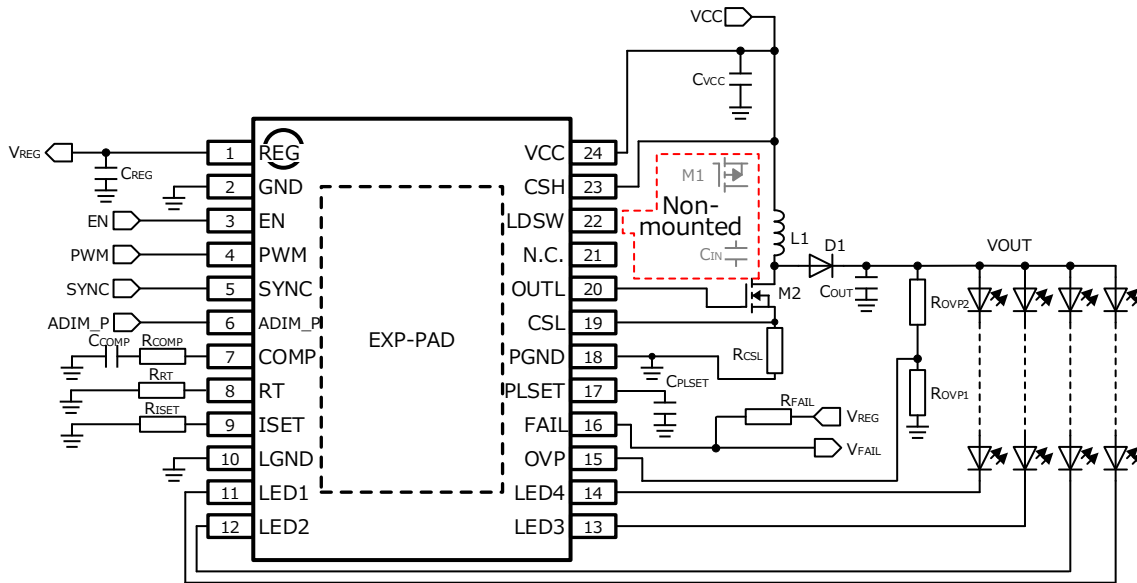 VCC
CVCC
VREG
CREG
1 REG
2 GND
3 EN
4 PWM
5 SYNC
6 ADIM_P
7 COMP
8 RT
9 ISET
10 LGND
11 LED1
12 LED2
EN
PWM
SYNC
ADIM_P
CCOMP RCOMP
RRT
RISET
EXP-PAD
VCC 24
CSH 23
LDSW 22
N.C. 21
OUTL 20
CSL 19
PGND 18
PLSET 17
FAIL 16
OVP 15
LED4 14
LED3 13
M1
Non-
mounted
CIN
L1
D1
VOUT
M2
COUT
ROVP2
RCSL
CPLSET
ROVP1
RFAIL
VREG
VFAIL